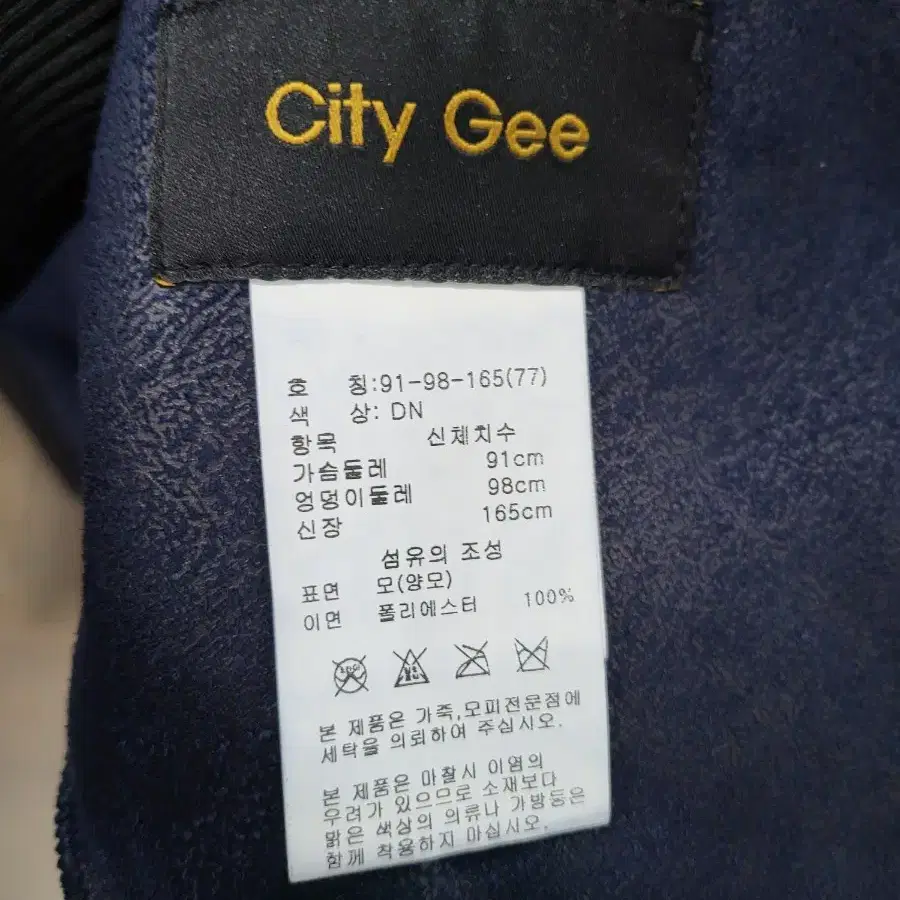 City Gee
호 칭:91-98-165(77)
색 상: DN
항목 신체치수
가슴둘레 91cm
엉덩이둘레 98cm
신장 165cm
섬유의 조성
표면 모(양모)
이면 폴리에스터 100%
본 제품은 가죽,모피전문점에
세탁을 의뢰하여 주십시오.
본 제품은 마찰시 이염의
우려가 있으므로 소재보다
맑은 색상의 의류나 가방등은
함께 착용하지 마십시오.